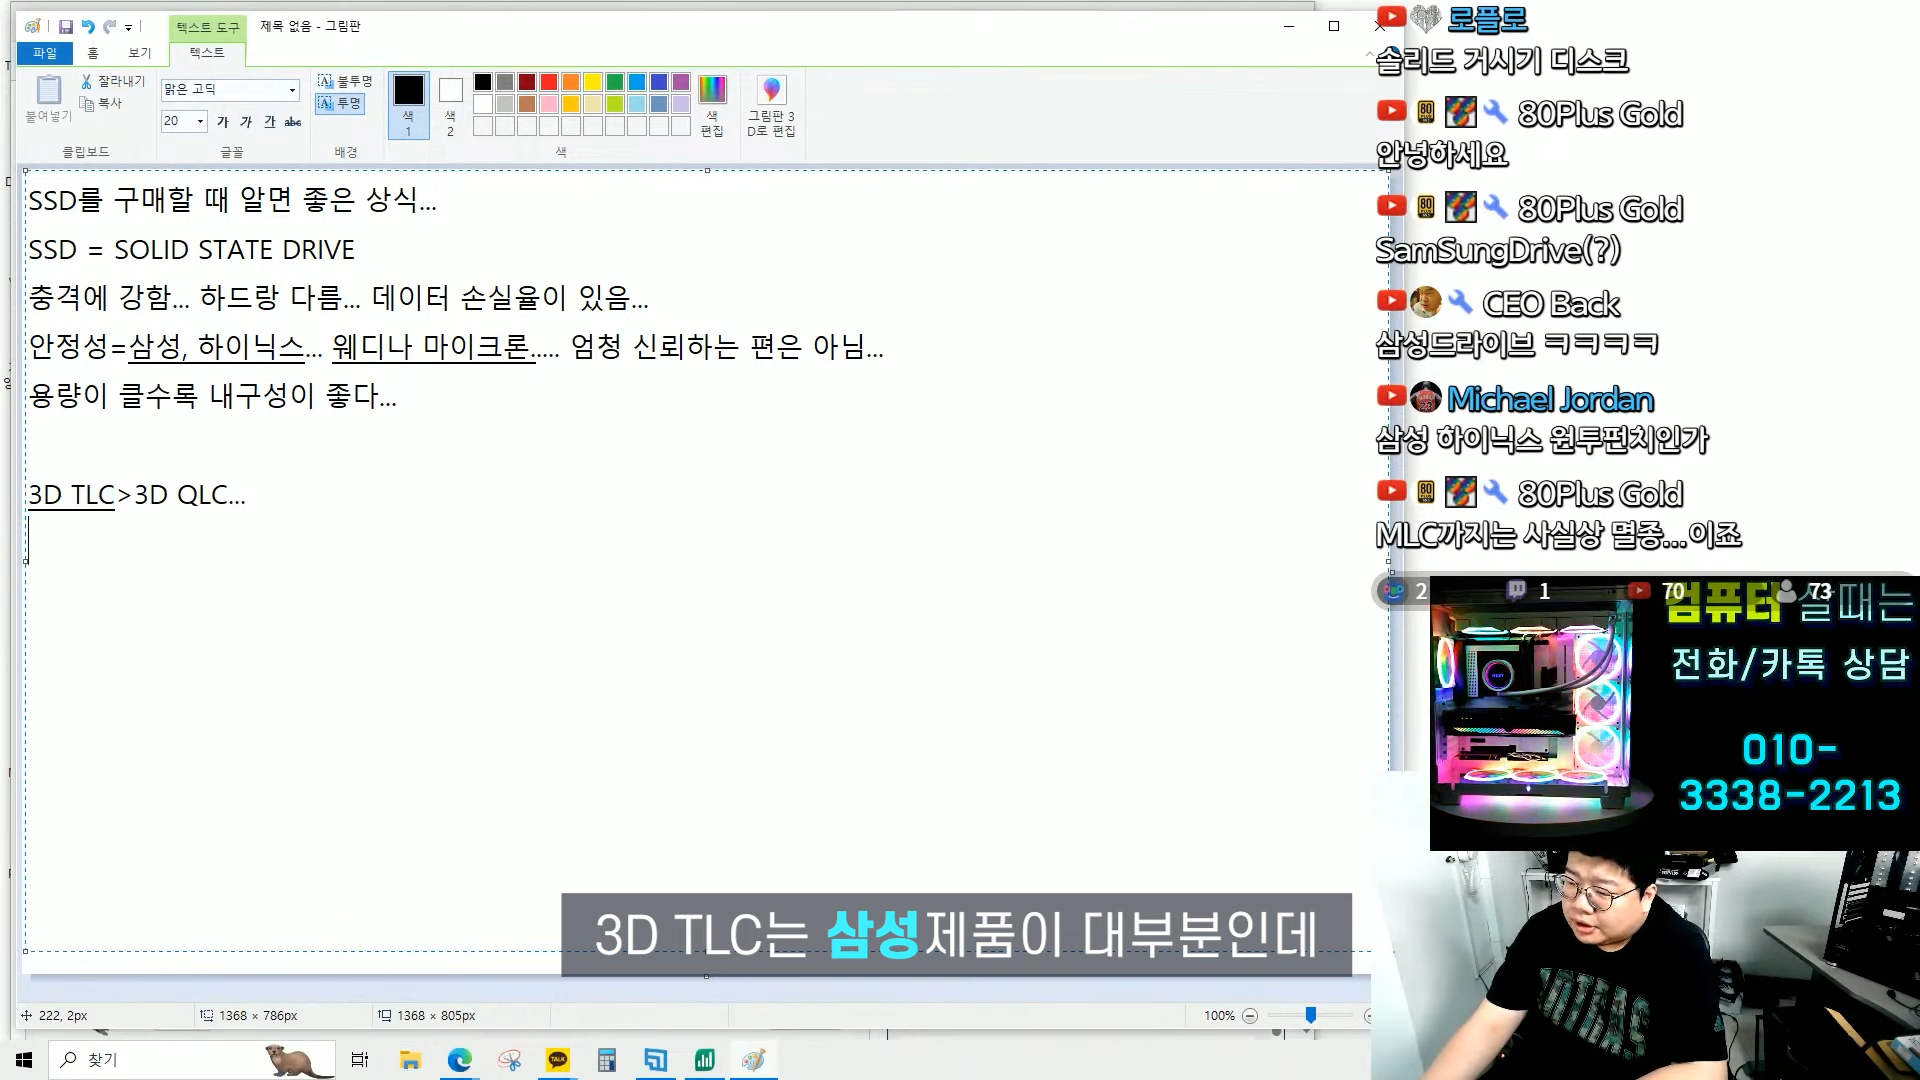 텍스트 도구
제목 없음 - 그림판
파일
홈
보기
텍스트
붙여넣기
잘라내기
복사
클립보드
맑은 고딕
20
가 가 가 abc
글꼴
불투명
투명
배경
색
1
색
2
색
편집
그림판 3
D로 편집
색
SSD를 구매할 때 알면 좋은 상식...
SSD = SOLID STATE DRIVE
충격에 강함... 하드랑 다름... 데이터 손실율이 있음...
안정성=삼성, 하이닉스... 웨디나 마이크론..... 엄청 신뢰하는 편은 아님...
용량이 클수록 내구성이 좋다...
3D TLC>3D QLC...
3D TLC는 삼성제품이 대부분인데
222, 2px
1368 × 786px
1368 × 805px
100%
찾기
TALK
로플로
솔리드 거시기 디스크
80Plus Gold
안녕하세요
80Plus Gold
SamSungDrive(?)
CEO Back
삼성드라이브 ㅋㅋㅋㅋ
Michael Jordan
삼성 하이닉스 원투펀치인가
80Plus Gold
MLC까지는 사실상 멸종...이죠
2
1
70
73
컴퓨터 살때는
전화/카톡 상담
010-
3338-2213